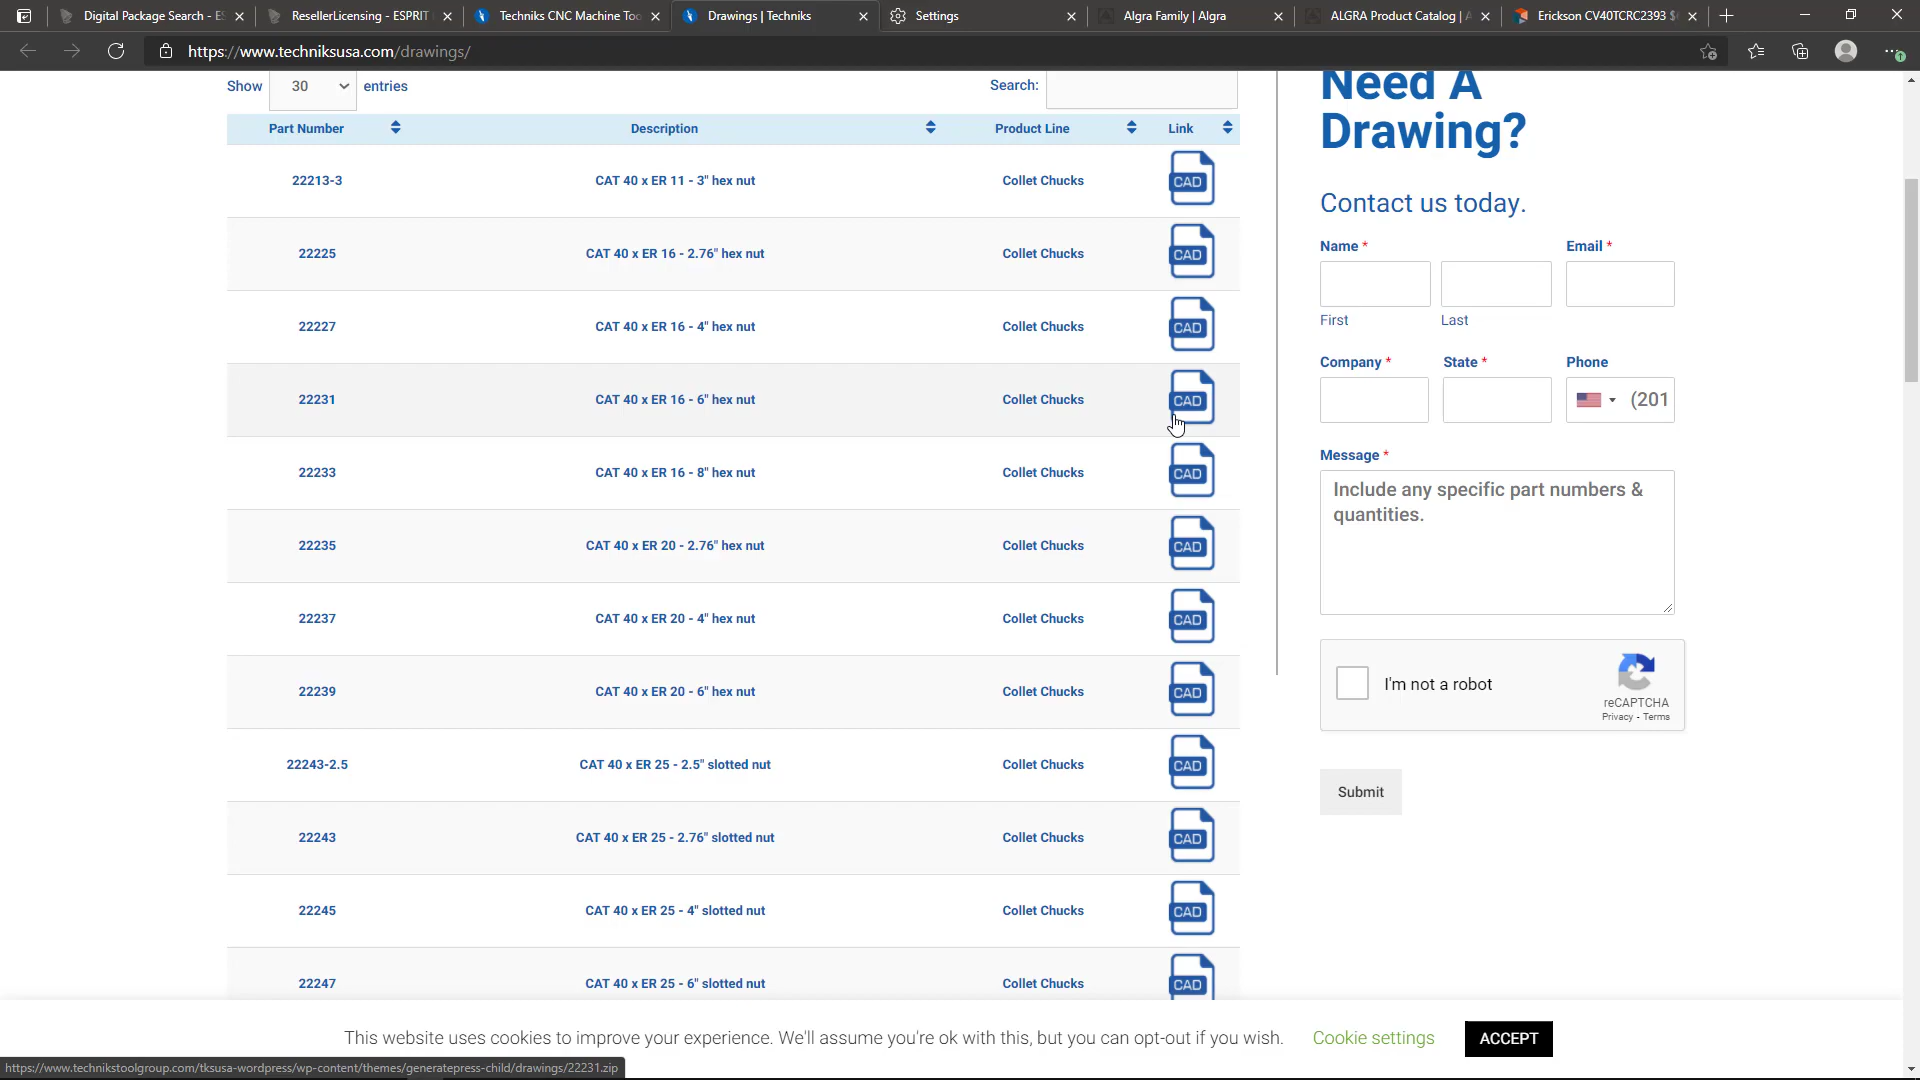 Digital Package Search - ES
ResellerLicensing - ESPRIT
Techniks CNC Machine Too
Drawings | Techniks
Settings
Algra Family | Algra
ALGRA Product Catalog | A
Erickson CV40TCRC2393 $
https://www.techniksusa.com/drawings/
Show 30 entries
Search:
Part Number Description Product Line Link
22213-3 CAT 40 x ER 11 - 3" hex nut Collet Chucks CAD
22225 CAT 40 x ER 16 - 2.76" hex nut Collet Chucks CAD
22227 CAT 40 x ER 16 - 4" hex nut Collet Chucks CAD
22231 CAT 40 x ER 16 - 6" hex nut Collet Chucks CAD
22233 CAT 40 x ER 16 - 8" hex nut Collet Chucks CAD
22235 CAT 40 x ER 20 - 2.76" hex nut Collet Chucks CAD
22237 CAT 40 x ER 20 - 4" hex nut Collet Chucks CAD
22239 CAT 40 x ER 20 - 6" hex nut Collet Chucks CAD
22243-2.5 CAT 40 x ER 25 - 2.5" slotted nut Collet Chucks CAD
22243 CAT 40 x ER 25 - 2.76" slotted nut Collet Chucks CAD
22245 CAT 40 x ER 25 - 4" slotted nut Collet Chucks CAD
22247 CAT 40 x ER 25 - 6" slotted nut Collet Chucks CAD
Need A
Drawing?
Contact us today.
Name * Email *
First Last
Company * State * Phone
(201
Message *
Include any specific part numbers &
quantities.
I'm not a robot
reCAPTCHA
Privacy - Terms
Submit
This website uses cookies to improve your experience. We'll assume you're ok with this, but you can opt-out if you wish. Cookie settings ACCEPT
https://www.technikstoolgroup.com/tksusa-wordpress/wp-content/themes/generatepress-child/drawings/22231.zip